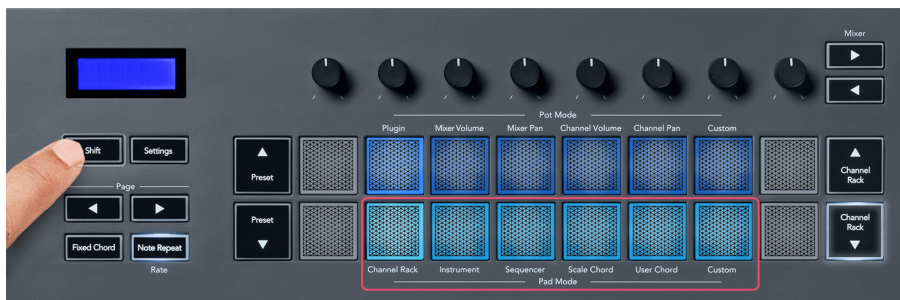 Mixer
Pot Mode
Plugin Mixer Volume Mixer Pan Channel Volume Channel Pan Custom
Shift Settings
Preset
Channel Rack
Page
Preset
Channel Rack
Fixed Chord Note Repeat
Rate
Channel Rack Instrument Sequencer Scale Chord User Chord Custom
Pad Mode